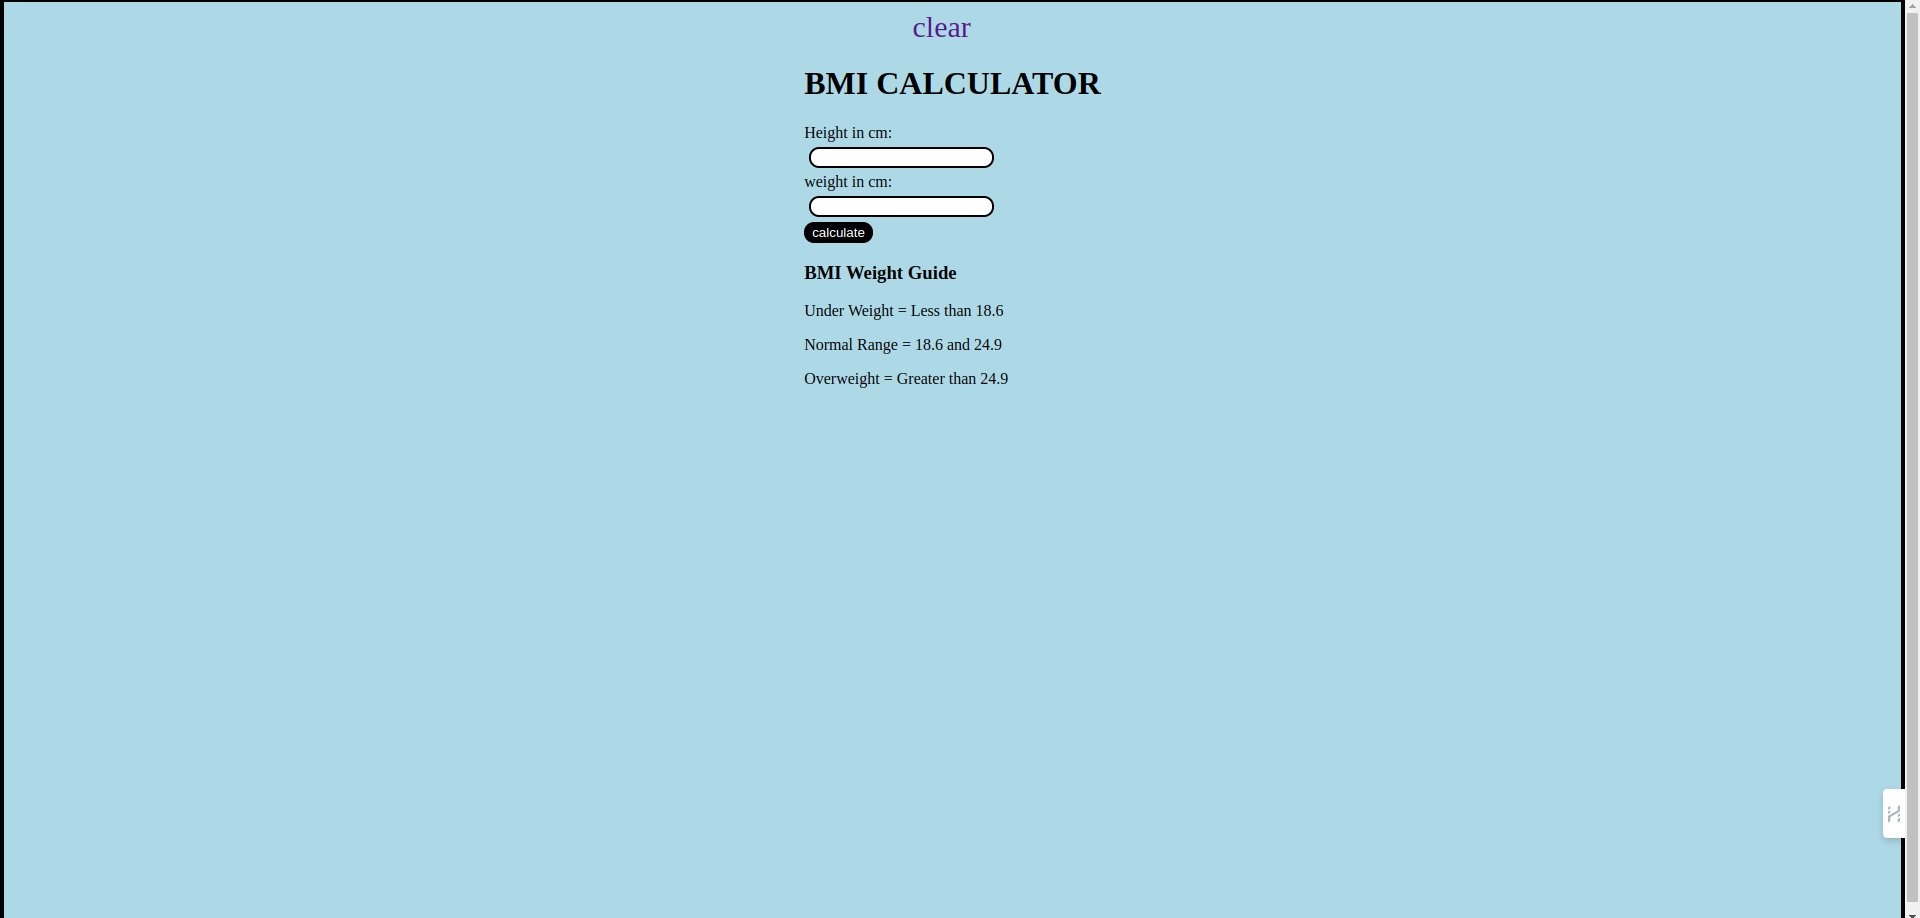 clear
BMI CALCULATOR
Height in cm:
weight in cm:
calculate
BMI Weight Guide
Under Weight = Less than 18.6
Normal Range = 18.6 and 24.9
Overweight = Greater than 24.9